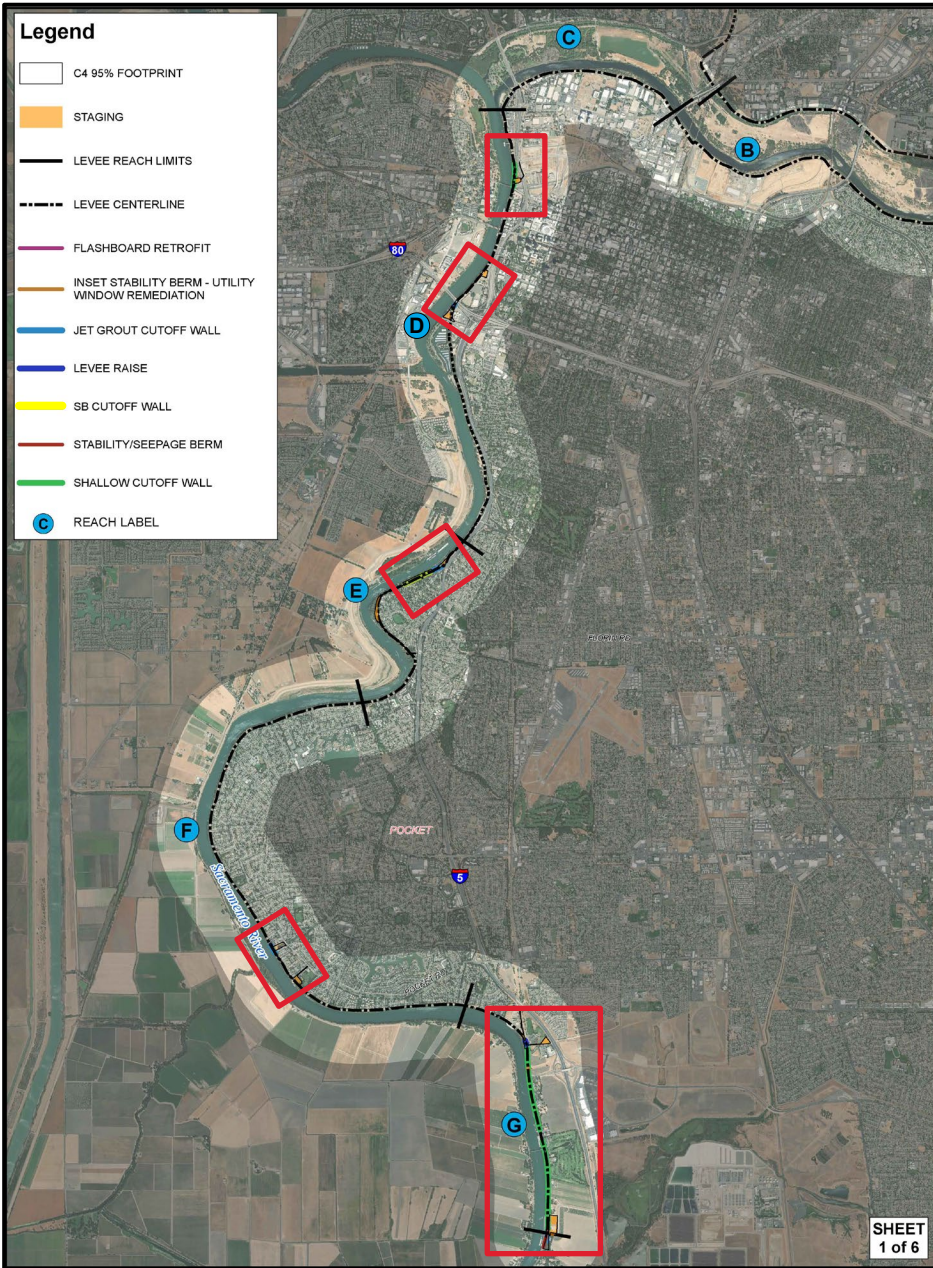 Legend
C4 95% FOOTPRINT
STAGING
LEVEE REACH LIMITS
LEVEE CENTERLINE
FLASHBOARD RETROFIT
INSET STABILITY BERM - UTILITY
WINDOW REMEDIATION
JET GROUT CUTOFF WALL
LEVEE RAISE
SB CUTOFF WALL
STABILITY/SEEPAGE BERM
SHALLOW CUTOFF WALL
C
REACH LABEL
C
B
80
D
E
FLORIN RD
F
POCKET
5
Sacramento River
G
SHEET
1 of 6